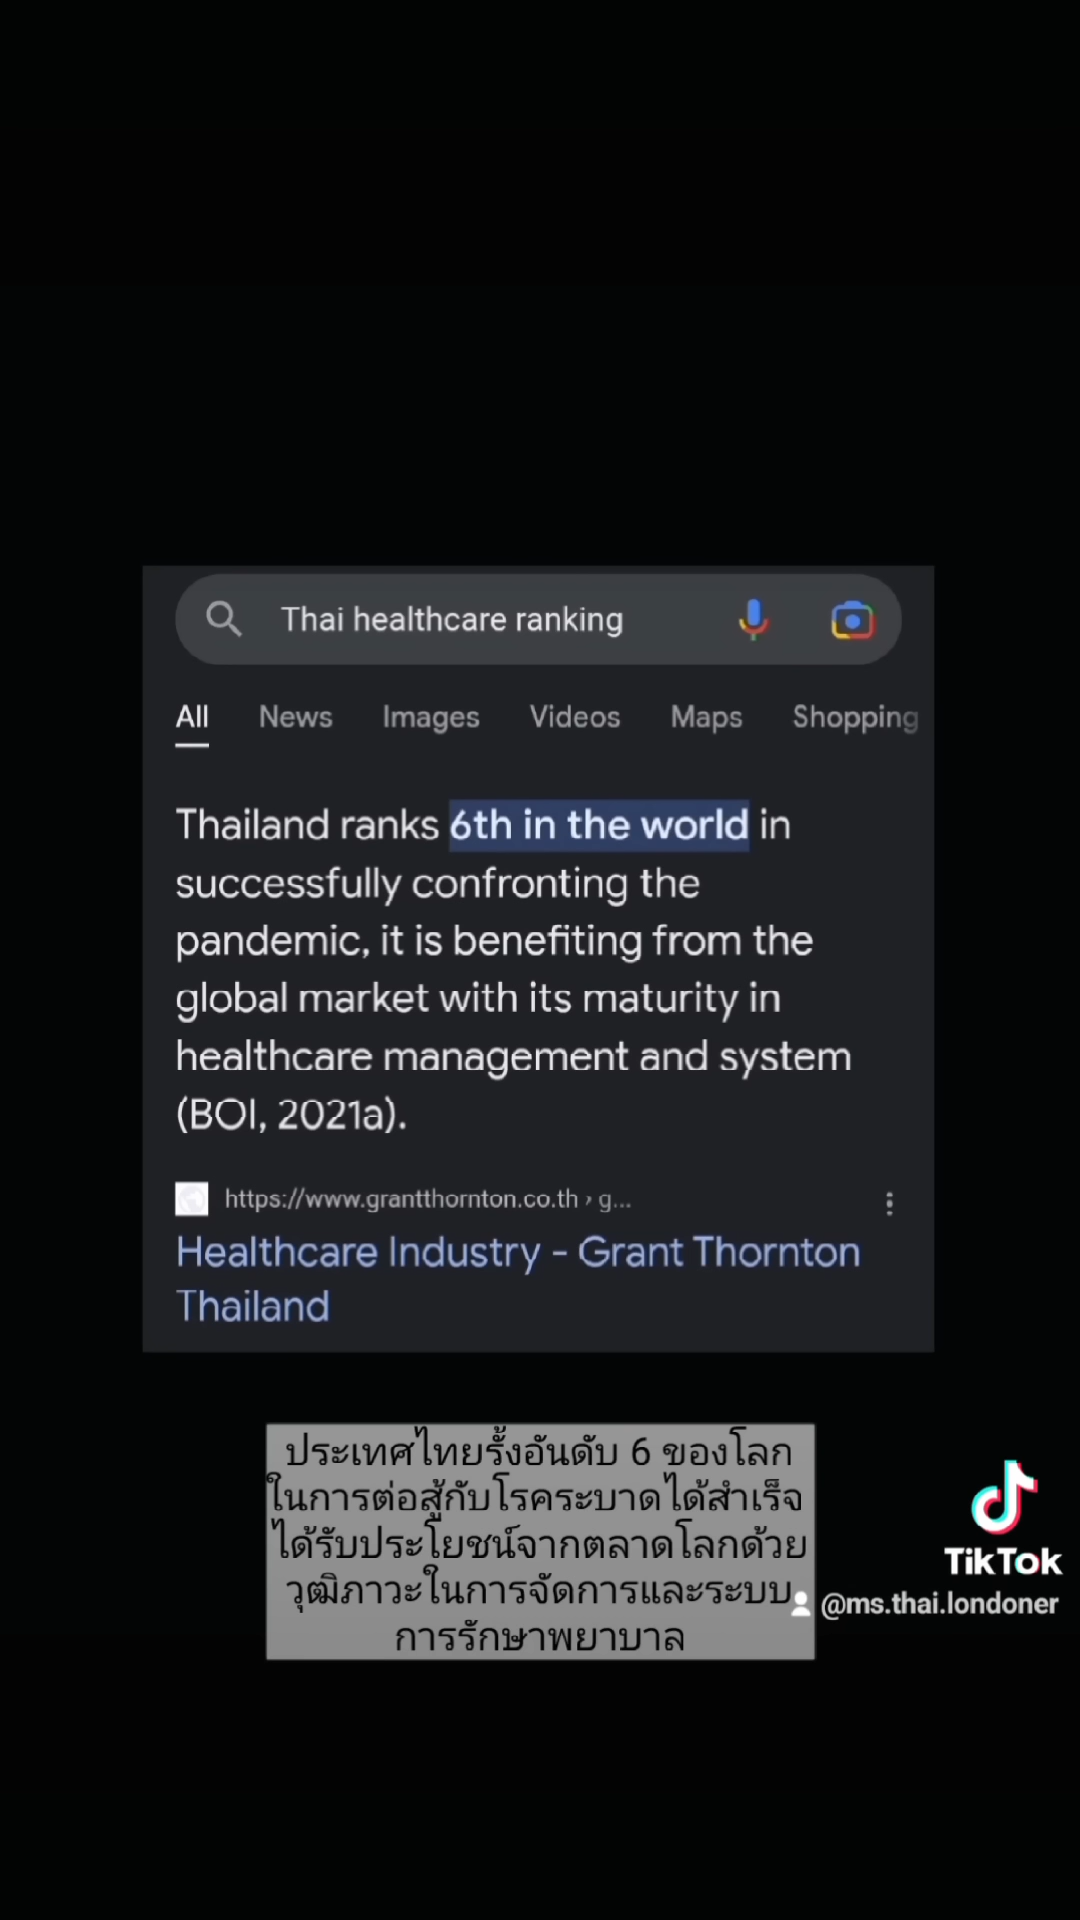 Thai healthcare ranking
All News Images Videos Maps Shopping
Thailand ranks 6th in the world in
successfully confronting the
pandemic, it is benefiting from the
global market with its maturity in
healthcare management and system
(BOI, 2021a).
https://www.grantthornton.co.th › g...
Healthcare Industry - Grant Thornton
Thailand
ประเทศไทยรั้งอันดับ 6 ของโลก
ในการต่อสู้กับโรคระบาดได้สำเร็จ
ได้รับประโยชน์จากตลาดโลกด้วย
วุฒิภาวะในการจัดการและระบบ
การรักษาพยาบาล
TikTok
@ms.thai.londoner